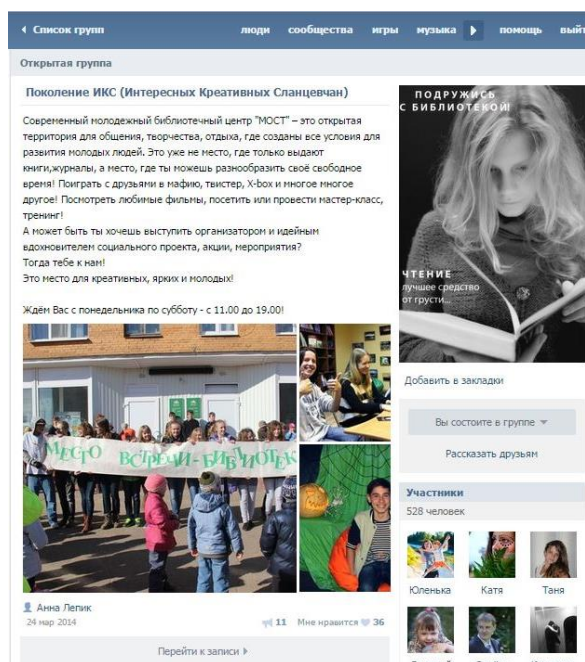 Список групп
люди сообщества игры музыка помощь выйт
Открытая группа
Поколение ИКС (Интересных Креативных Сланцевчан)
Современный молодежный библиотечный центр "МОСТ" – это открытая
территория для общения, творчества, отдыха, где созданы все условия для
развития молодых людей. Это уже не место, где только выдают
книги,журналы, а место, где ты можешь разнообразить своё свободное
время! Поиграть с друзьями в мафию, твистер, X-box и многое многое
другое! Посмотреть любимые фильмы, посетить или провести мастер-класс,
тренинг!
А может быть ты хочешь выступить организатором и идейным
вдохновителем социального проекта, акции, мероприятия?
Тогда тебе к нам!
Это место для креативных, ярких и молодых!
Ждём Вас с понедельника по субботу - с 11.00 до 19.00!
МЕСТО ВСТРЕЧИ-БИБЛИОТЕК
Анна Лепик
24 мар 2014
11 Мне нравится 36
Перейти к записи
ПОДРУЖИСЬ
С БИБЛИОТЕКОЙ!
ЧТЕНИЕ
лучшее средство
от грусти...
Добавить в закладки
Вы состоите в группе
Рассказать друзьям
Участники
528 человек
Юленька Катя Таня